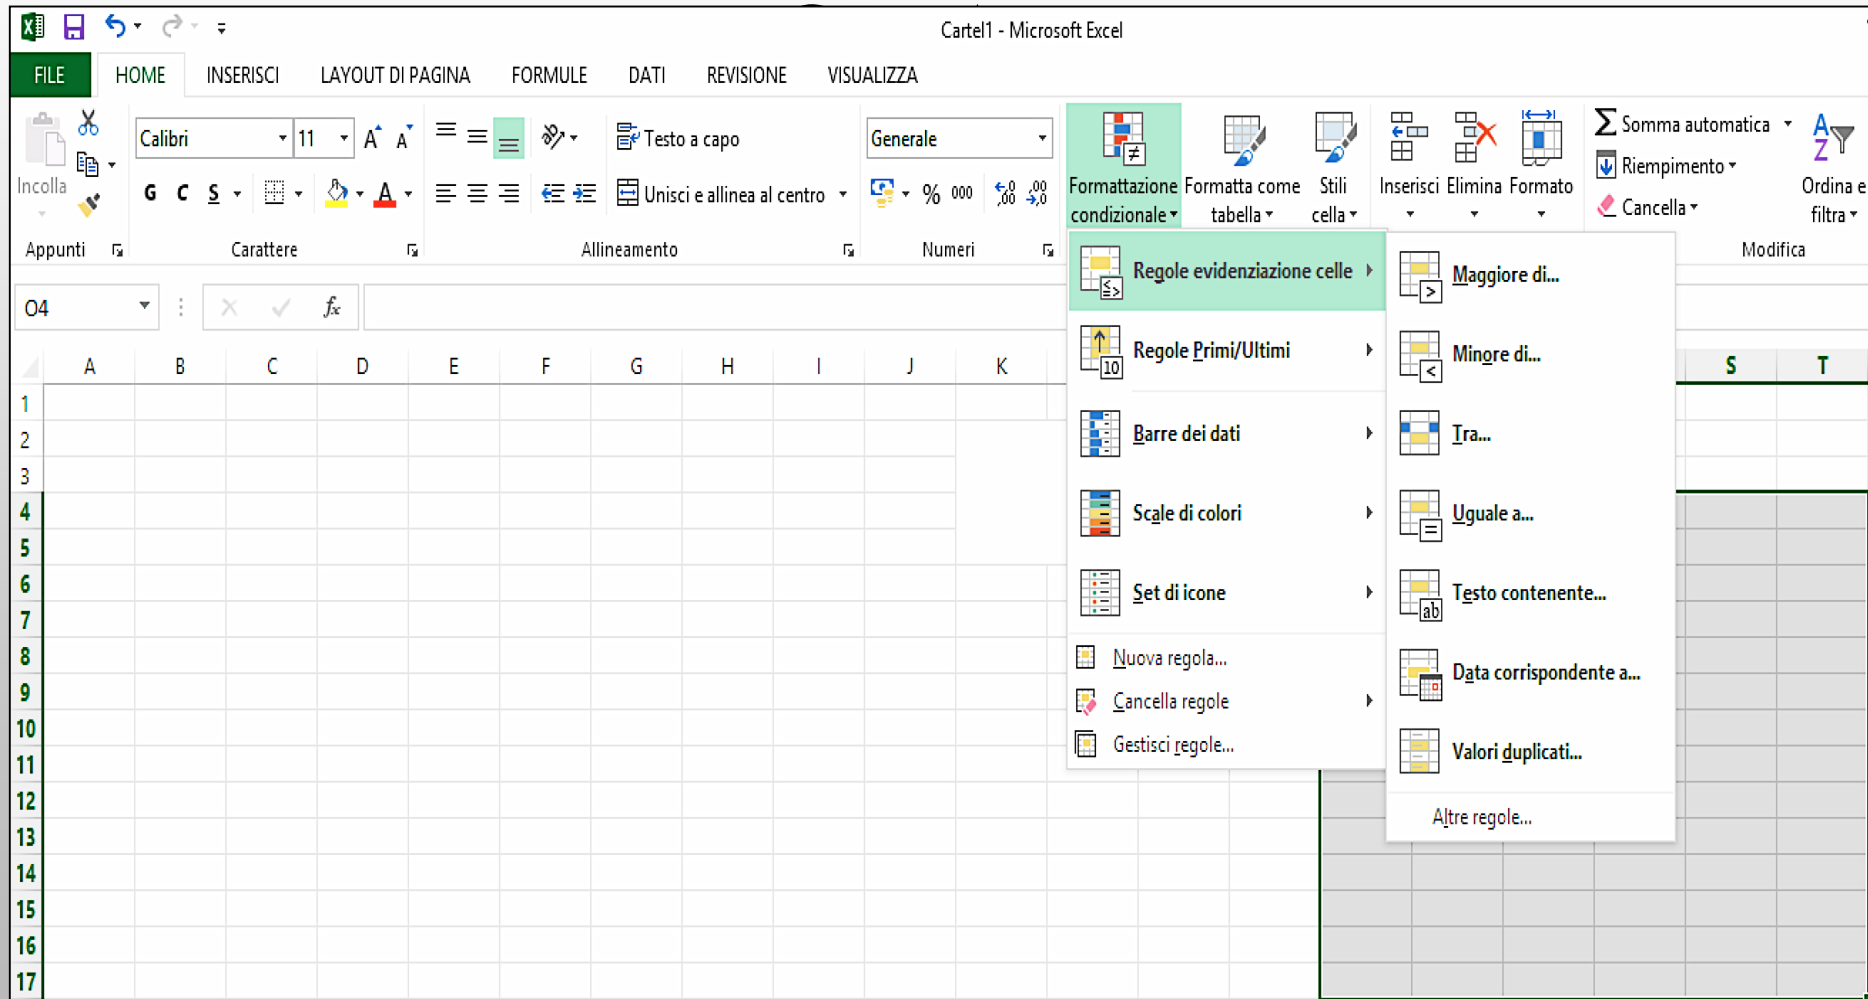 Cartel1 - Microsoft Excel
FILE HOME INSERISCI LAYOUT DI PAGINA FORMULE DATI REVISIONE VISUALIZZA
Incolla
Calibri 11
Testo a capo
Generale
G C S
A
Unisci e allinea al centro
% 000
,00
Formattazione condizionale
Formatta come tabella
Stili cella
Inserisci Elimina Formato
Somma automatica
Riempimento
Cancella
Ordina e filtra
Appunti Carattere Allineamento Numeri Modifica
O4
fx
A B C D E F G H I J K S T
1
2
3
4
5
6
7
8
9
10
11
12
13
14
15
16
17
Regole evidenziazione celle
Regole Primi/Ultimi
10
Barre dei dati
Scale di colori
Set di icone
Nuova regola...
Cancella regole
Gestisci regole...
Maggiore di...
Minore di...
Tra...
Uguale a...
Testo contenente...
ab
Data corrispondente a...
Valori duplicati...
Altre regole...